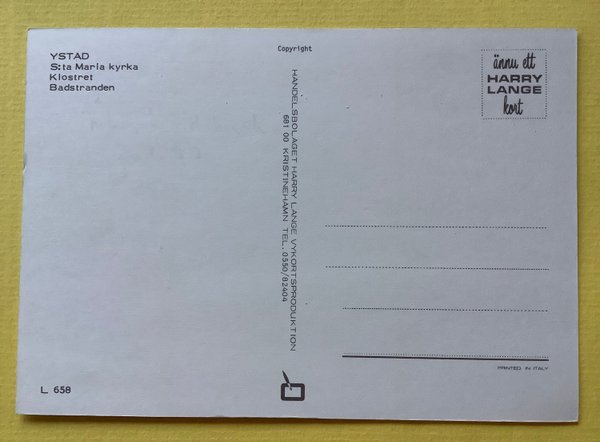 YSTAD
S:ta Maria kyrka
Klostret
Badstranden
Copyright
ännu ett
HARRY
LANGE
kort
HANDELSBOLAGET HARRY LANGE VYKORTSPRODUKTION
681 00 KRISTINEHAMN TEL. 0550/82404
PRINTED IN ITALY
L 658